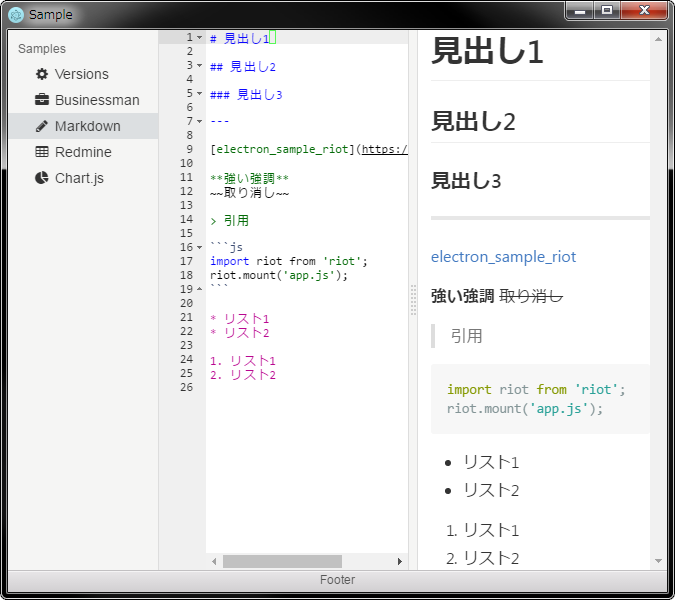 Sample
Samples
Versions
Businessman
Markdown
Redmine
Chart.js
1 # 見出し1
2
3 ## 見出し2
4
5 ### 見出し3
6
7 ---
8
9 [electron_sample_riot](https:/
10
11 **強い強調**
12 ~~取り消し~~
13
14 > 引用
15
16 ```js
17 import riot from 'riot';
18 riot.mount('app.js');
19 ```
20
21 * リスト1
22 * リスト2
23
24 1. リスト1
25 2. リスト2
26
見出し1
見出し2
見出し3
electron_sample_riot
強い強調 取り消し
引用
import riot from 'riot';
riot.mount('app.js');
• リスト1
• リスト2
1. リスト1
2. リスト2
Footer